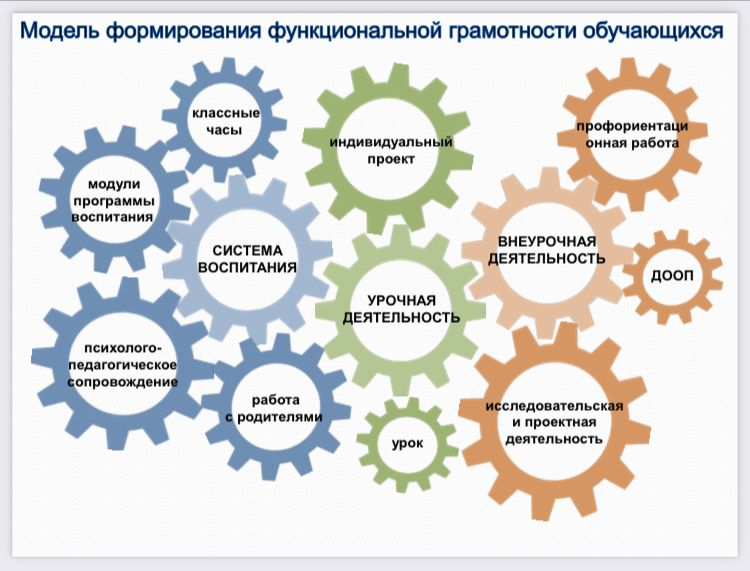 Модель формирования функциональной грамотности обучающихся
классные
часы
индивидуальный
проект
профориентаци
онная работа
модули
программы
воспитания
СИСТЕМА
ВОСПИТАНИЯ
УРОЧНАЯ
ДЕЯТЕЛЬНОСТЬ
ВНЕУРОЧНАЯ
ДЕЯТЕЛЬНОСТЬ
ДООП
психолого-
педагогическое
сопровождение
работа
с родителями
урок
исследовательская
и проектная
деятельность